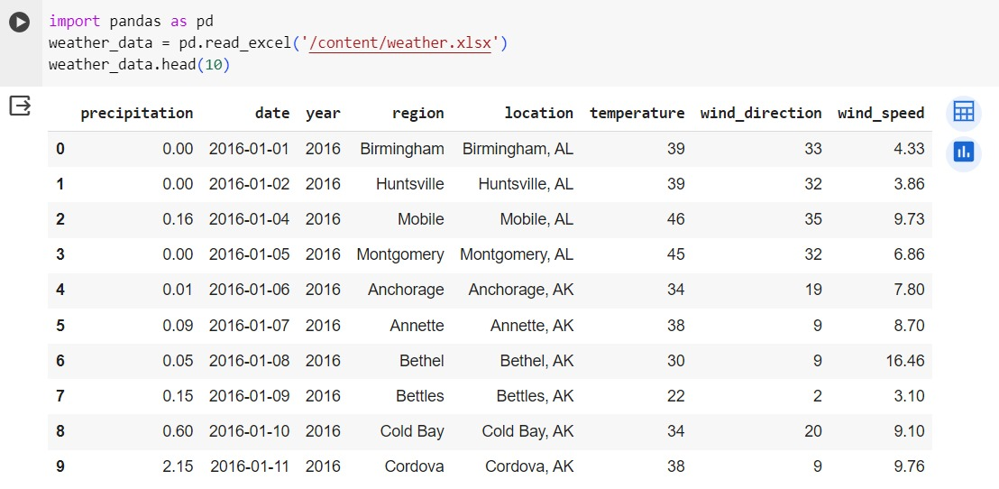 import pandas as pd
weather_data = pd.read_excel('/content/weather.xlsx')
weather_data.head(10)
precipitation date year region location temperature wind_direction wind_speed
0 0.00 2016-01-01 2016 Birmingham Birmingham, AL 39 33 4.33
1 0.00 2016-01-02 2016 Huntsville Huntsville, AL 39 32 3.86
2 0.16 2016-01-04 2016 Mobile Mobile, AL 46 35 9.73
3 0.00 2016-01-05 2016 Montgomery Montgomery, AL 45 32 6.86
4 0.01 2016-01-06 2016 Anchorage Anchorage, AK 34 19 7.80
5 0.09 2016-01-07 2016 Annette Annette, AK 38 9 8.70
6 0.05 2016-01-08 2016 Bethel Bethel, AK 30 9 16.46
7 0.15 2016-01-09 2016 Bettles Bettles, AK 22 2 3.10
8 0.60 2016-01-10 2016 Cold Bay Cold Bay, AK 34 20 9.10
9 2.15 2016-01-11 2016 Cordova Cordova, AK 38 9 9.76